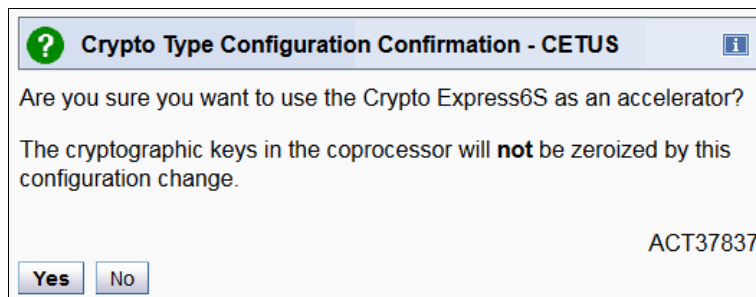 Crypto Type Configuration Confirmation - CETUS
Are you sure you want to use the Crypto Express6S as an accelerator?
The cryptographic keys in the coprocessor will not be zeroized by this
configuration change.
ACT37837
Yes No